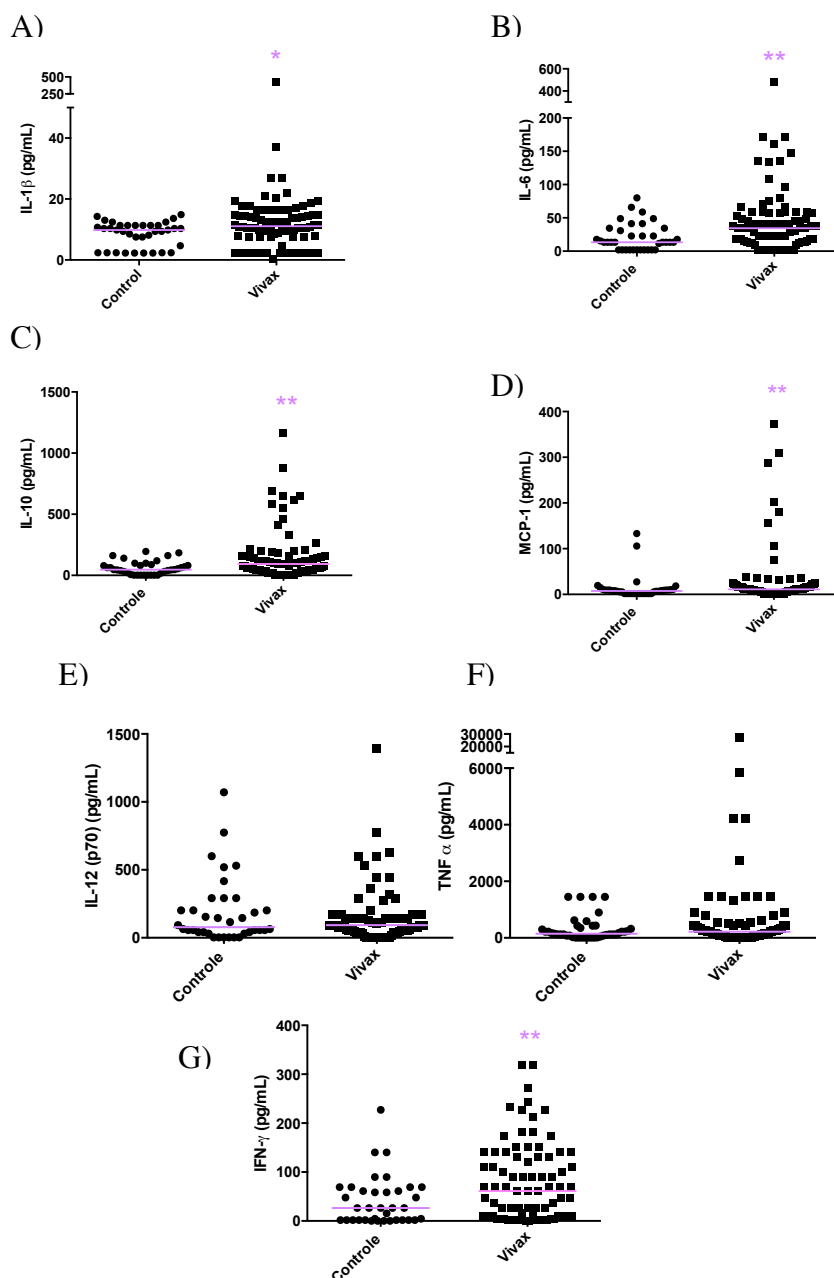 A)
*
500
250
40
20
0
IL-1β (pg/mL)
Control
Vivax
B)
**
600
400
200
150
100
50
0
IL-6 (pg/mL)
Controle
Vivax
C)
**
1500
1000
500
0
IL-10 (pg/mL)
Controle
Vivax
D)
**
400
300
200
100
0
MCP-1 (pg/mL)
Controle
Vivax
E)
1500
1000
500
0
IL-12 (p70) (pg/mL)
Controle
Vivax
F)
30000
20000
6000
4000
2000
0
TNF α (pg/mL)
Controle
Vivax
G)
**
400
300
200
100
0
IFN-γ (pg/mL)
Controle
Vivax